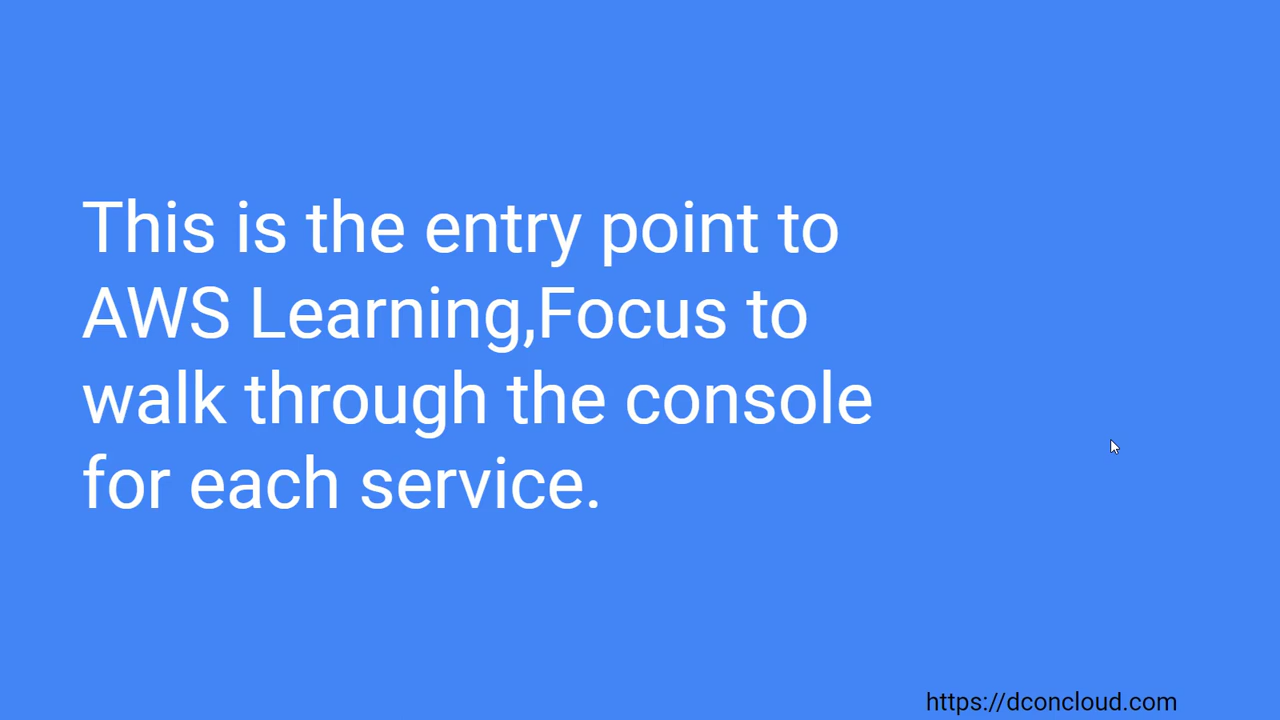 This is the entry point to
AWS Learning,Focus to
walk through the console
for each service.
https://dconcloud.com